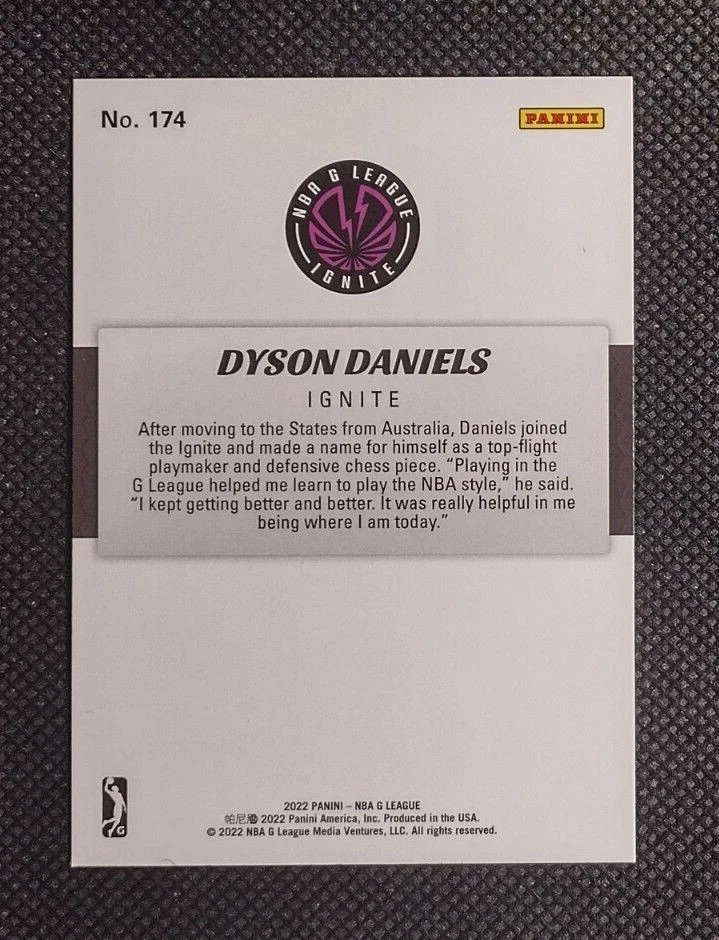 No. 174
PANINI
NBA G LEAGUE
IGNITE
DYSON DANIELS
IGNITE
After moving to the States from Australia, Daniels joined
the Ignite and made a name for himself as a top-flight
playmaker and defensive chess piece. “Playing in the
G League helped me learn to play the NBA style,” he said.
“I kept getting better and better. It was really helpful in me
being where I am today.”
G
2022 PANINI – NBA G LEAGUE
帕尼尼® 2022 Panini America, Inc. Produced in the USA.
© 2022 NBA G League Media Ventures, LLC. All rights reserved.